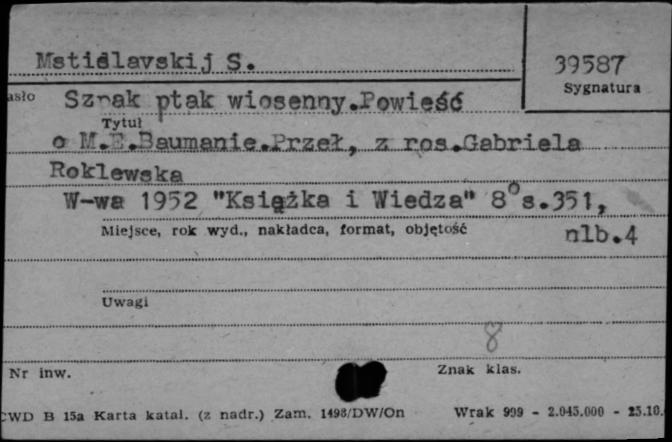 Mstislavskij S.
39587
Sygnatura
asło
Szpak ptak wiosenny.Powieść
Tytuł
o M.E.Baumanie.Przeł, z ros.Gabriela
Roklewska
W-wa 1952 "Książka i Wiedza" 8° s.351,
Miejsce, rok wyd., nakładca, format, objętość
nlb.4
Uwagi
8
Nr inw.
Znak klas.
CWD B 15a Karta katal. (z nadr.) Zam. 1498/DW/On
Wrak 999 - 2.045.000 - 25.10.